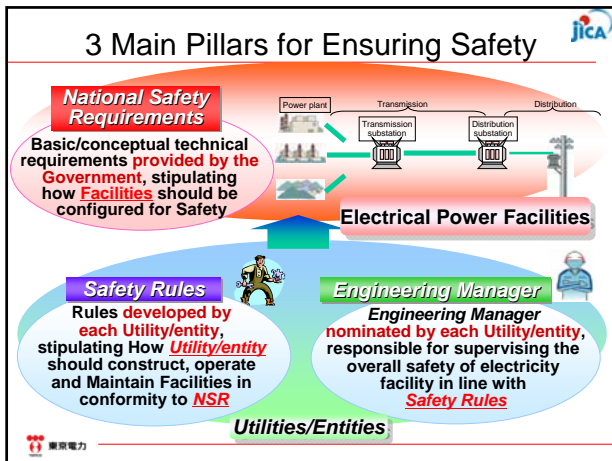 3 Main Pillars for Ensuring Safety
jicA
National Safety
Requirements
Basic/conceptual technical
requirements provided by the
Government, stipulating
how Facilities should be
configured for Safety
Power plant
Transmission
Distribution
Transmission
substation
Distribution
substation
Electrical Power Facilities
Safety Rules
Rules developed by
each Utility/entity,
stipulating How Utility/entity
should construct, operate
and Maintain Facilities in
conformity to NSR
Engineering Manager
Engineering Manager
nominated by each Utility/entity,
responsible for supervising the
overall safety of electricity
facility in line with
Safety Rules
Utilities/Entities
東京電力